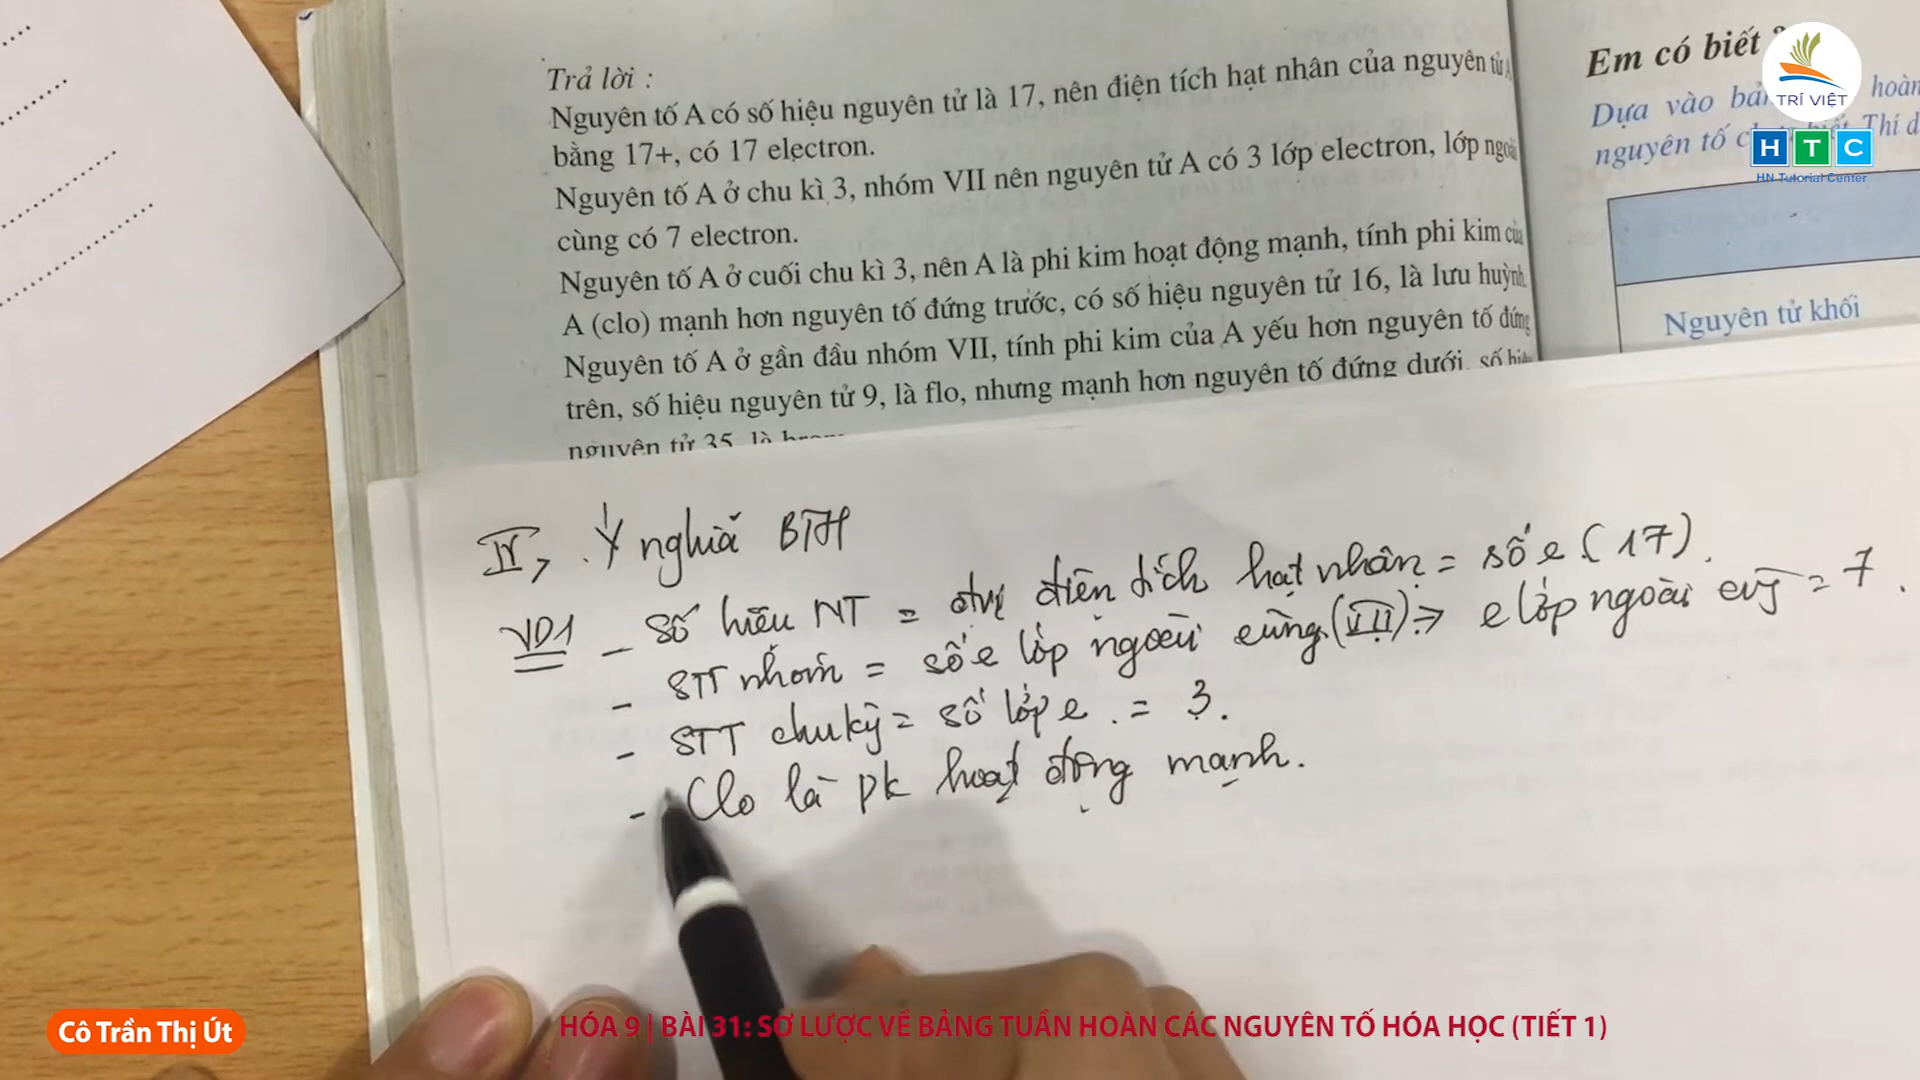 Trả lời :
Nguyên tố A có số hiệu nguyên tử là 17, nên điện tích hạt nhân của nguyên tử A
bằng 17+, có 17 electron.
Nguyên tố A ở chu kì 3, nhóm VII nên nguyên tử A có 3 lớp electron, lớp ngoài
cùng có 7 electron.
Nguyên tố A ở cuối chu kì 3, nên A là phi kim hoạt động mạnh, tính phi kim của
A (clo) mạnh hơn nguyên tố đứng trước, có số hiệu nguyên tử 16, là lưu huỳnh.
Nguyên tố A ở gần đầu nhóm VII, tính phi kim của A yếu hơn nguyên tố đứng
trên, số hiệu nguyên tử 9, là flo, nhưng mạnh hơn nguyên tố đứng dưới, số hiệu
nguyên tử 35, là brom
Em có biết ?
Dựa vào hoàn
nguyên tố biết Thí d
Nguyên tử khối
TRÍ VIỆT
HTC
HN Tutorial Center
IV, Ý nghĩa BTH
VD1 - Số hiệu NT = đvị điện tích hạt nhân = số e (17).
- STT nhóm = số e lớp ngoài cùng (VII) => e lớp ngoài cùng = 7.
- STT chu kỳ = số lớp e = 3.
- Clo là pk hoạt động mạnh.
Cô Trần Thị Út
HÓA 9 | BÀI 31: SƠ LƯỢC VỀ BẢNG TUẦN HOÀN CÁC NGUYÊN TỐ HÓA HỌC (TIẾT 1)